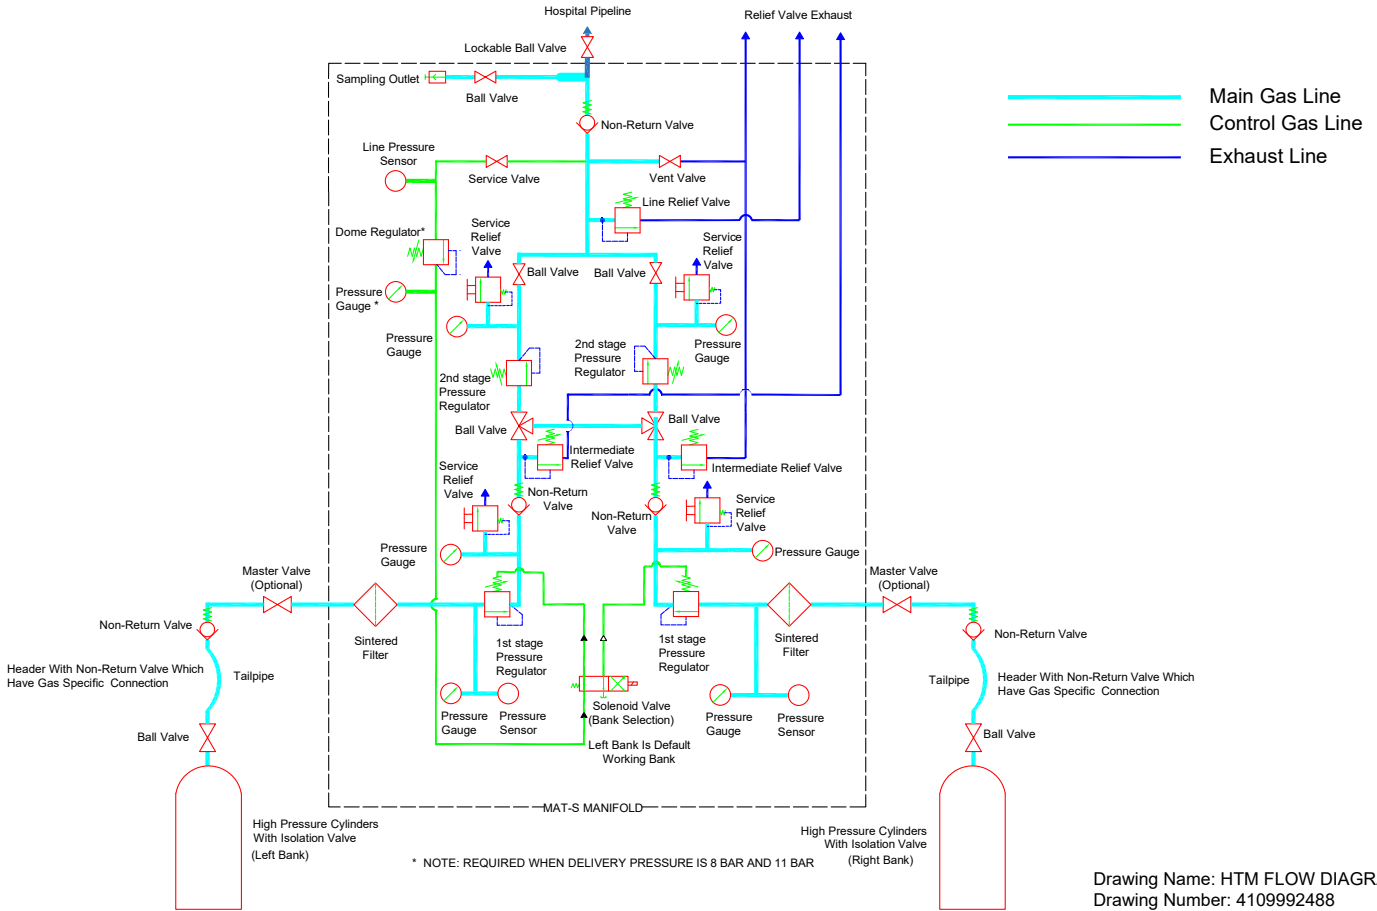 Hospital Pipeline
Relief Valve Exhaust
Lockable Ball Valve
Sampling Outlet
Ball Valve
Main Gas Line
Control Gas Line
Exhaust Line
Non-Return Valve
Line Pressure
Sensor
Service Valve
Vent Valve
Line Relief Valve
Dome Regulator*
Service
Relief
Valve
Ball Valve
Ball Valve
Service
Relief
Valve
Pressure
Gauge *
Pressure
Gauge
2nd stage
Pressure
Regulator
Pressure
Gauge
2nd stage
Pressure
Regulator
Ball Valve
Ball Valve
Intermediate
Relief Valve
Intermediate Relief Valve
Service
Relief
Valve
Non-Return
Valve
Non-Return
Valve
Service
Relief
Valve
Pressure
Gauge
Pressure Gauge
Master Valve
(Optional)
Master Valve
(Optional)
Non-Return Valve
Sintered
Filter
1st stage
Pressure
Regulator
1st stage
Pressure
Regulator
Sintered
Filter
Non-Return Valve
Header With Non-Return Valve Which
Have Gas Specific Connection
Tailpipe
Tailpipe
Header With Non-Return Valve Which
Have Gas Specific Connection
Pressure
Gauge
Pressure
Sensor
Solenoid Valve
(Bank Selection)
Pressure
Gauge
Pressure
Sensor
Ball Valve
Left Bank Is Default
Working Bank
Ball Valve
MAT-S MANIFOLD
High Pressure Cylinders
With Isolation Valve
(Left Bank)
High Pressure Cylinders
With Isolation Valve
(Right Bank)
* NOTE: REQUIRED WHEN DELIVERY PRESSURE IS 8 BAR AND 11 BAR
Drawing Name: HTM FLOW DIAGR
Drawing Number: 4109992488